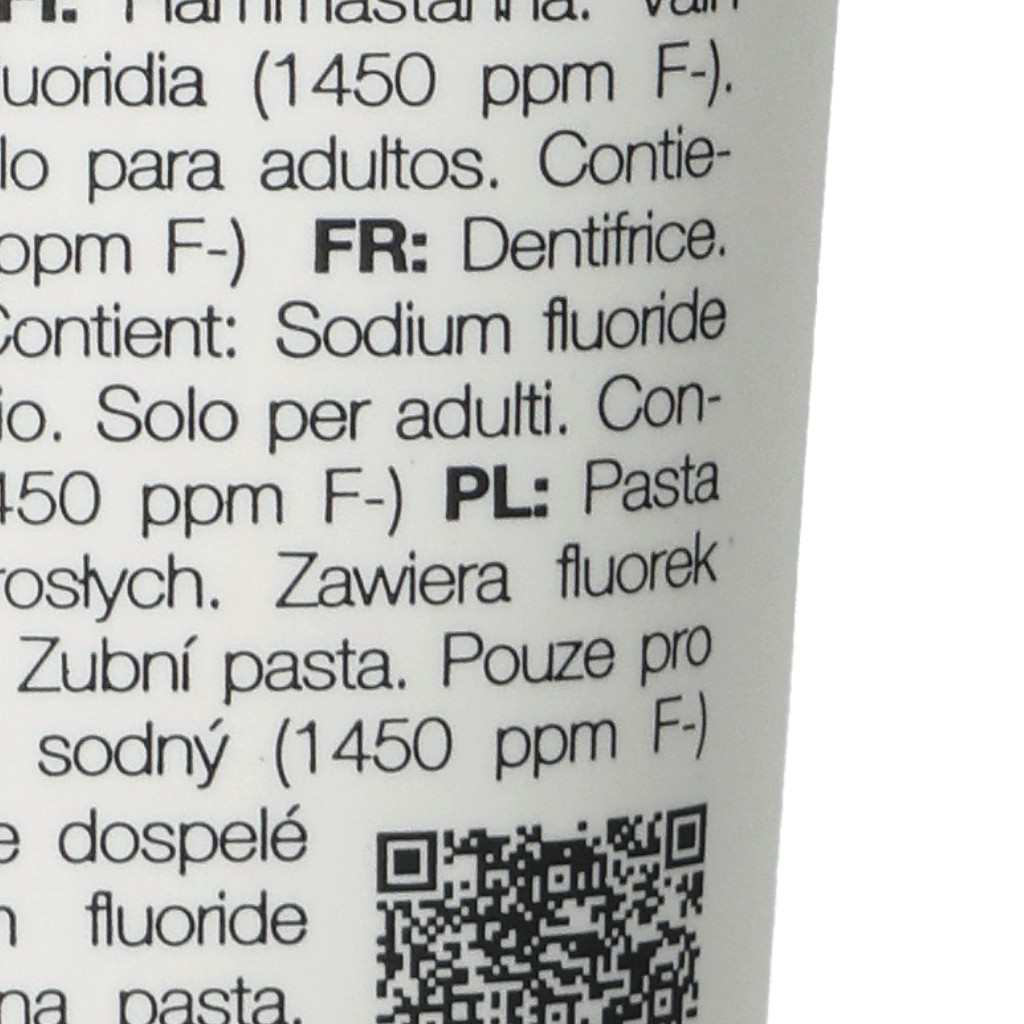 uoridia (1450 ppm F-).
lo para adultos. Contie-
ppm F-) FR: Dentifrice.
Contient: Sodium fluoride
io. Solo per adulti. Con-
450 ppm F-) PL: Pasta
rosłych. Zawiera fluorek
Zubní pasta. Pouze pro
sodný (1450 ppm F-)
e dospelé
fluoride
na pasta.